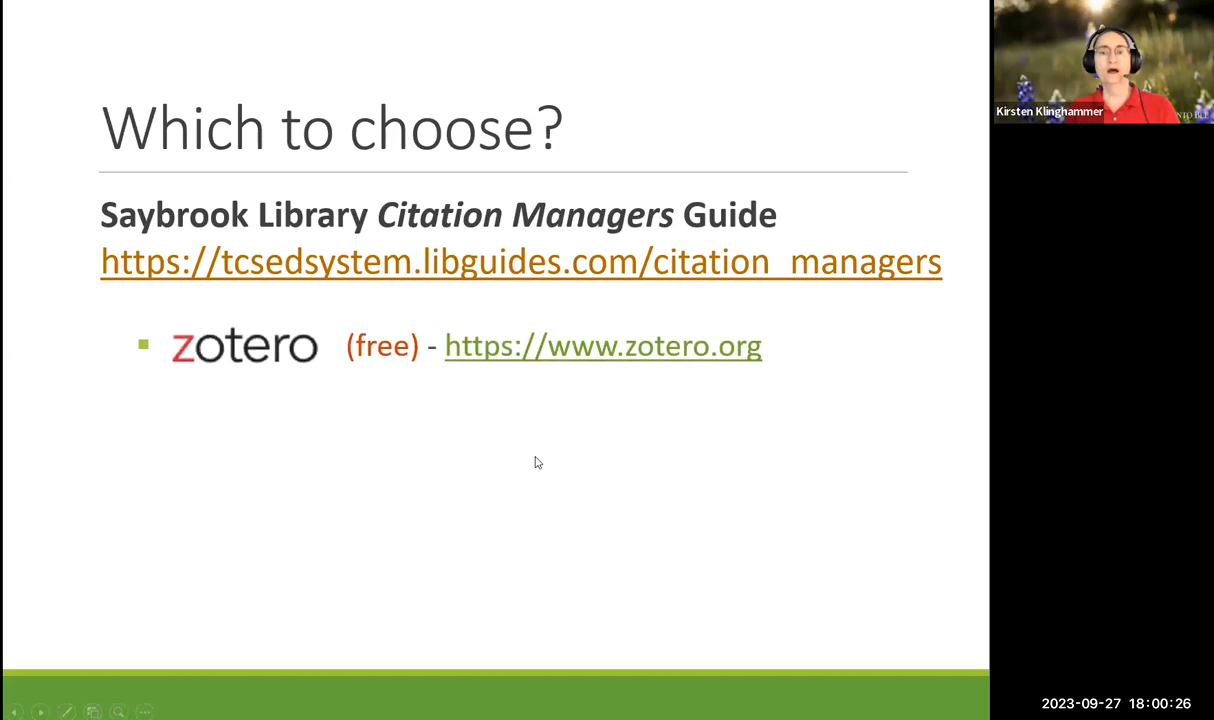 Which to choose?
Saybrook Library Citation Managers Guide
https://tcsedsystem.libguides.com/citation_managers
zotero (free) - https://www.zotero.org
Kirsten Klinghammer
2023-09-27 18:00:26